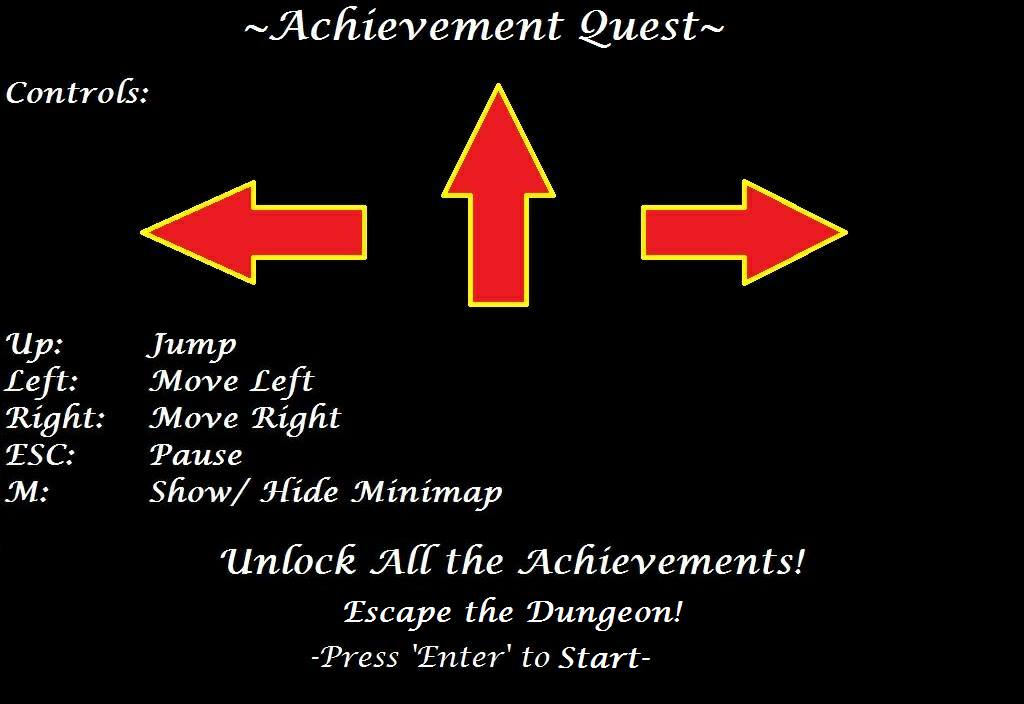 ~Achievement Quest~
Controls:
Up: Jump
Left: Move Left
Right: Move Right
ESC: Pause
M: Show/ Hide Minimap
Unlock All the Achievements!
Escape the Dungeon!
-Press 'Enter' to Start-